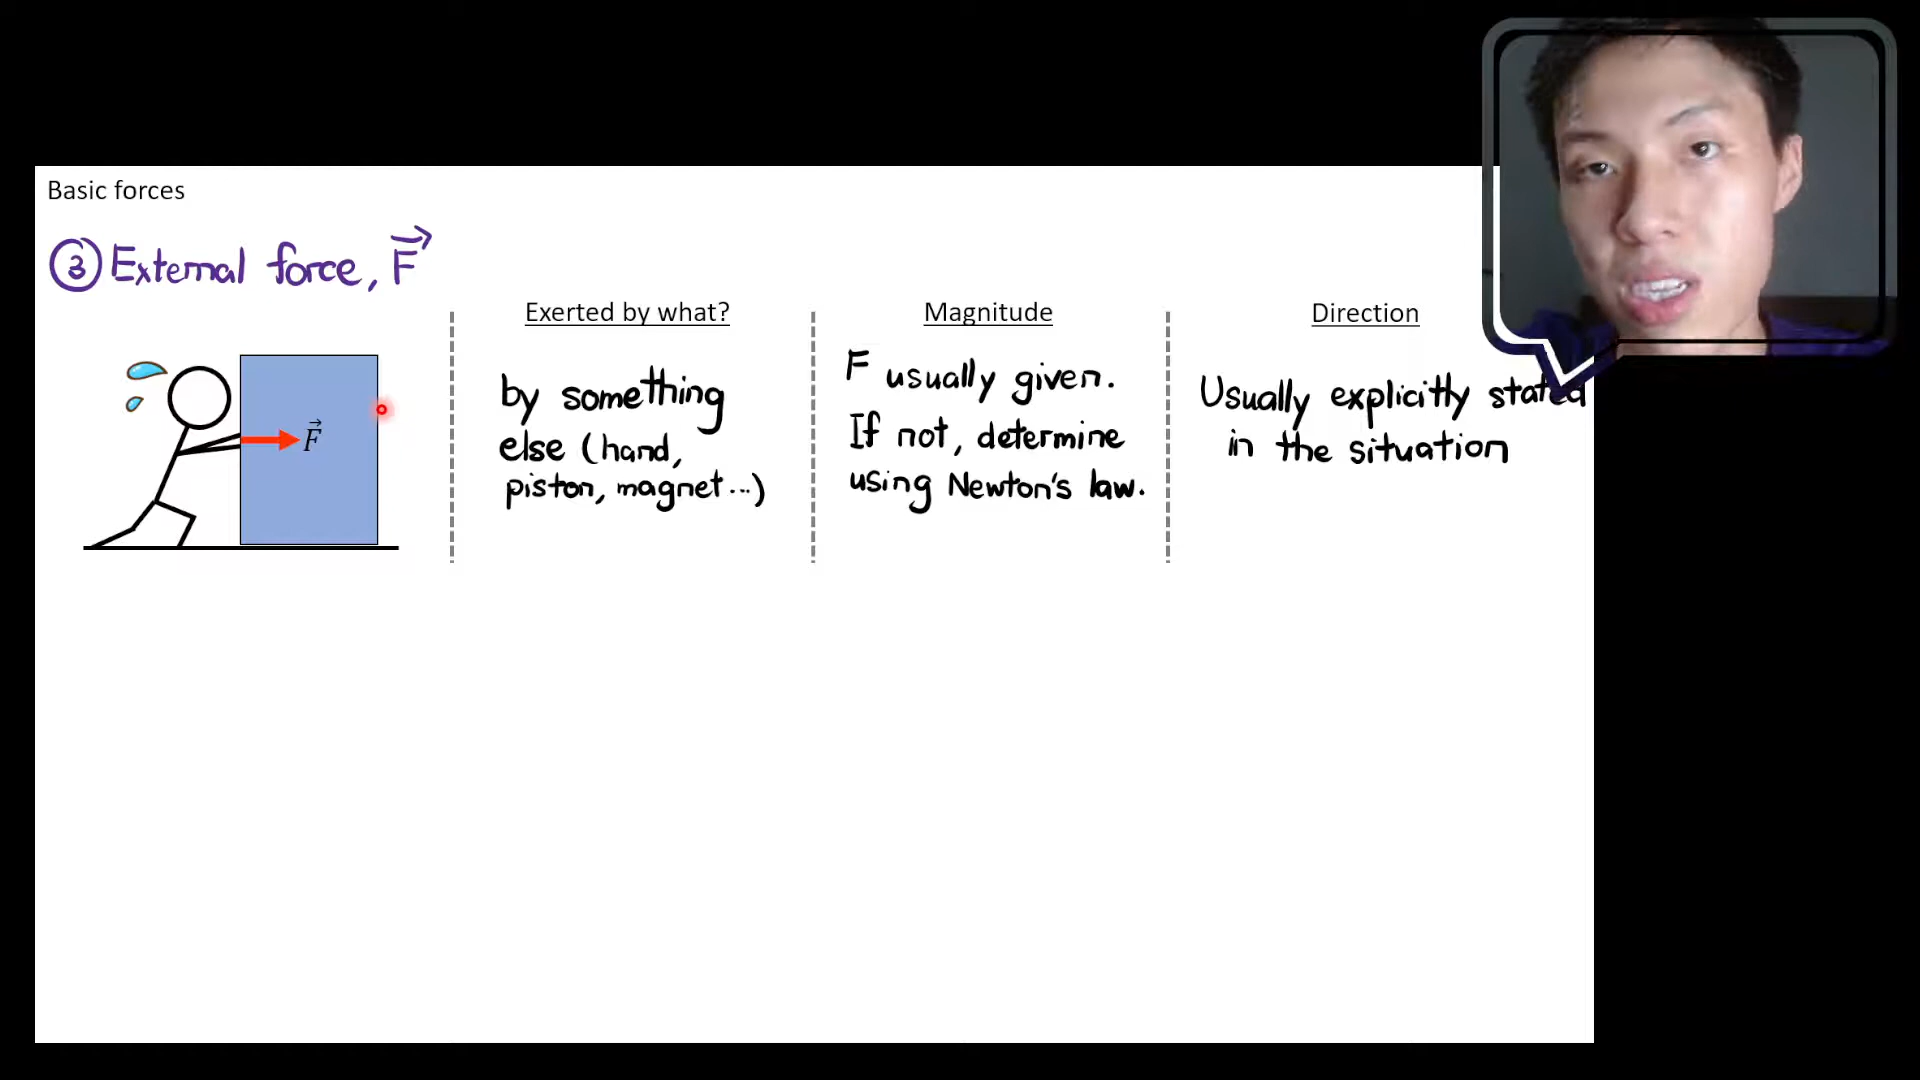 Basic forces
③ External force, F
Exerted by what?
by something
else (hand,
piston, magnet...)
Magnitude
F usually given.
If not, determine
using Newton's law.
Direction
Usually explicitly stated
in the situation
F